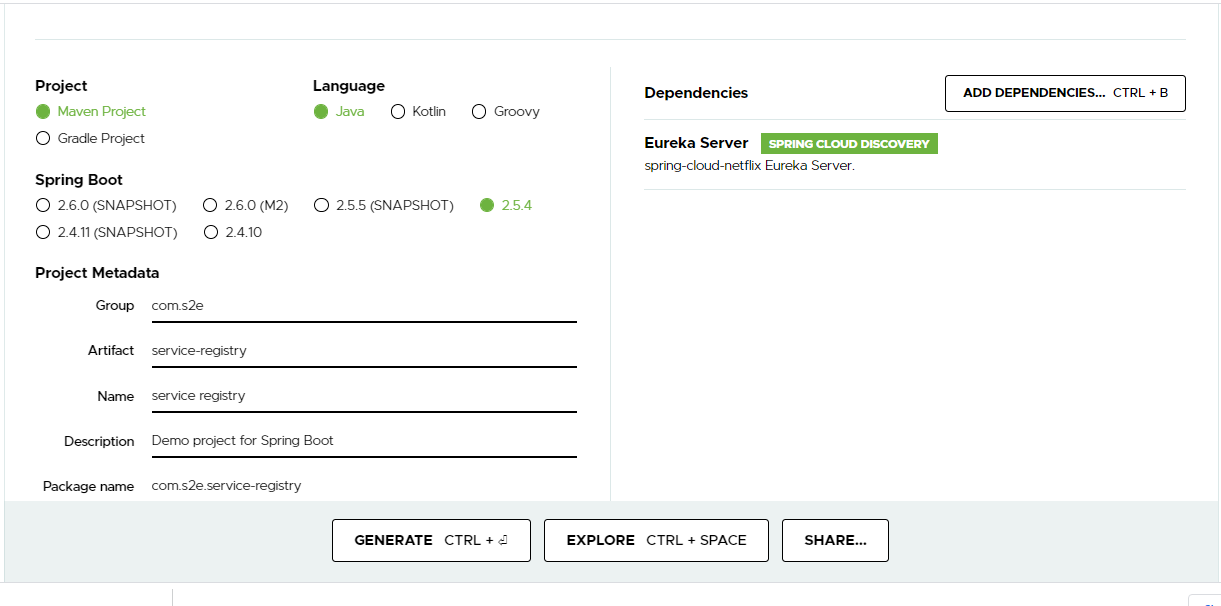 Project
Maven Project
Gradle Project
Language
Java Kotlin Groovy
Spring Boot
2.6.0 (SNAPSHOT) 2.6.0 (M2) 2.5.5 (SNAPSHOT) 2.5.4
2.4.11 (SNAPSHOT) 2.4.10
Project Metadata
Group com.s2e
Artifact service-registry
Name service registry
Description Demo project for Spring Boot
Package name com.s2e.service-registry
Dependencies
ADD DEPENDENCIES... CTRL + B
Eureka Server SPRING CLOUD DISCOVERY
spring-cloud-netflix Eureka Server.
GENERATE CTRL + ⏎
EXPLORE CTRL + SPACE
SHARE...